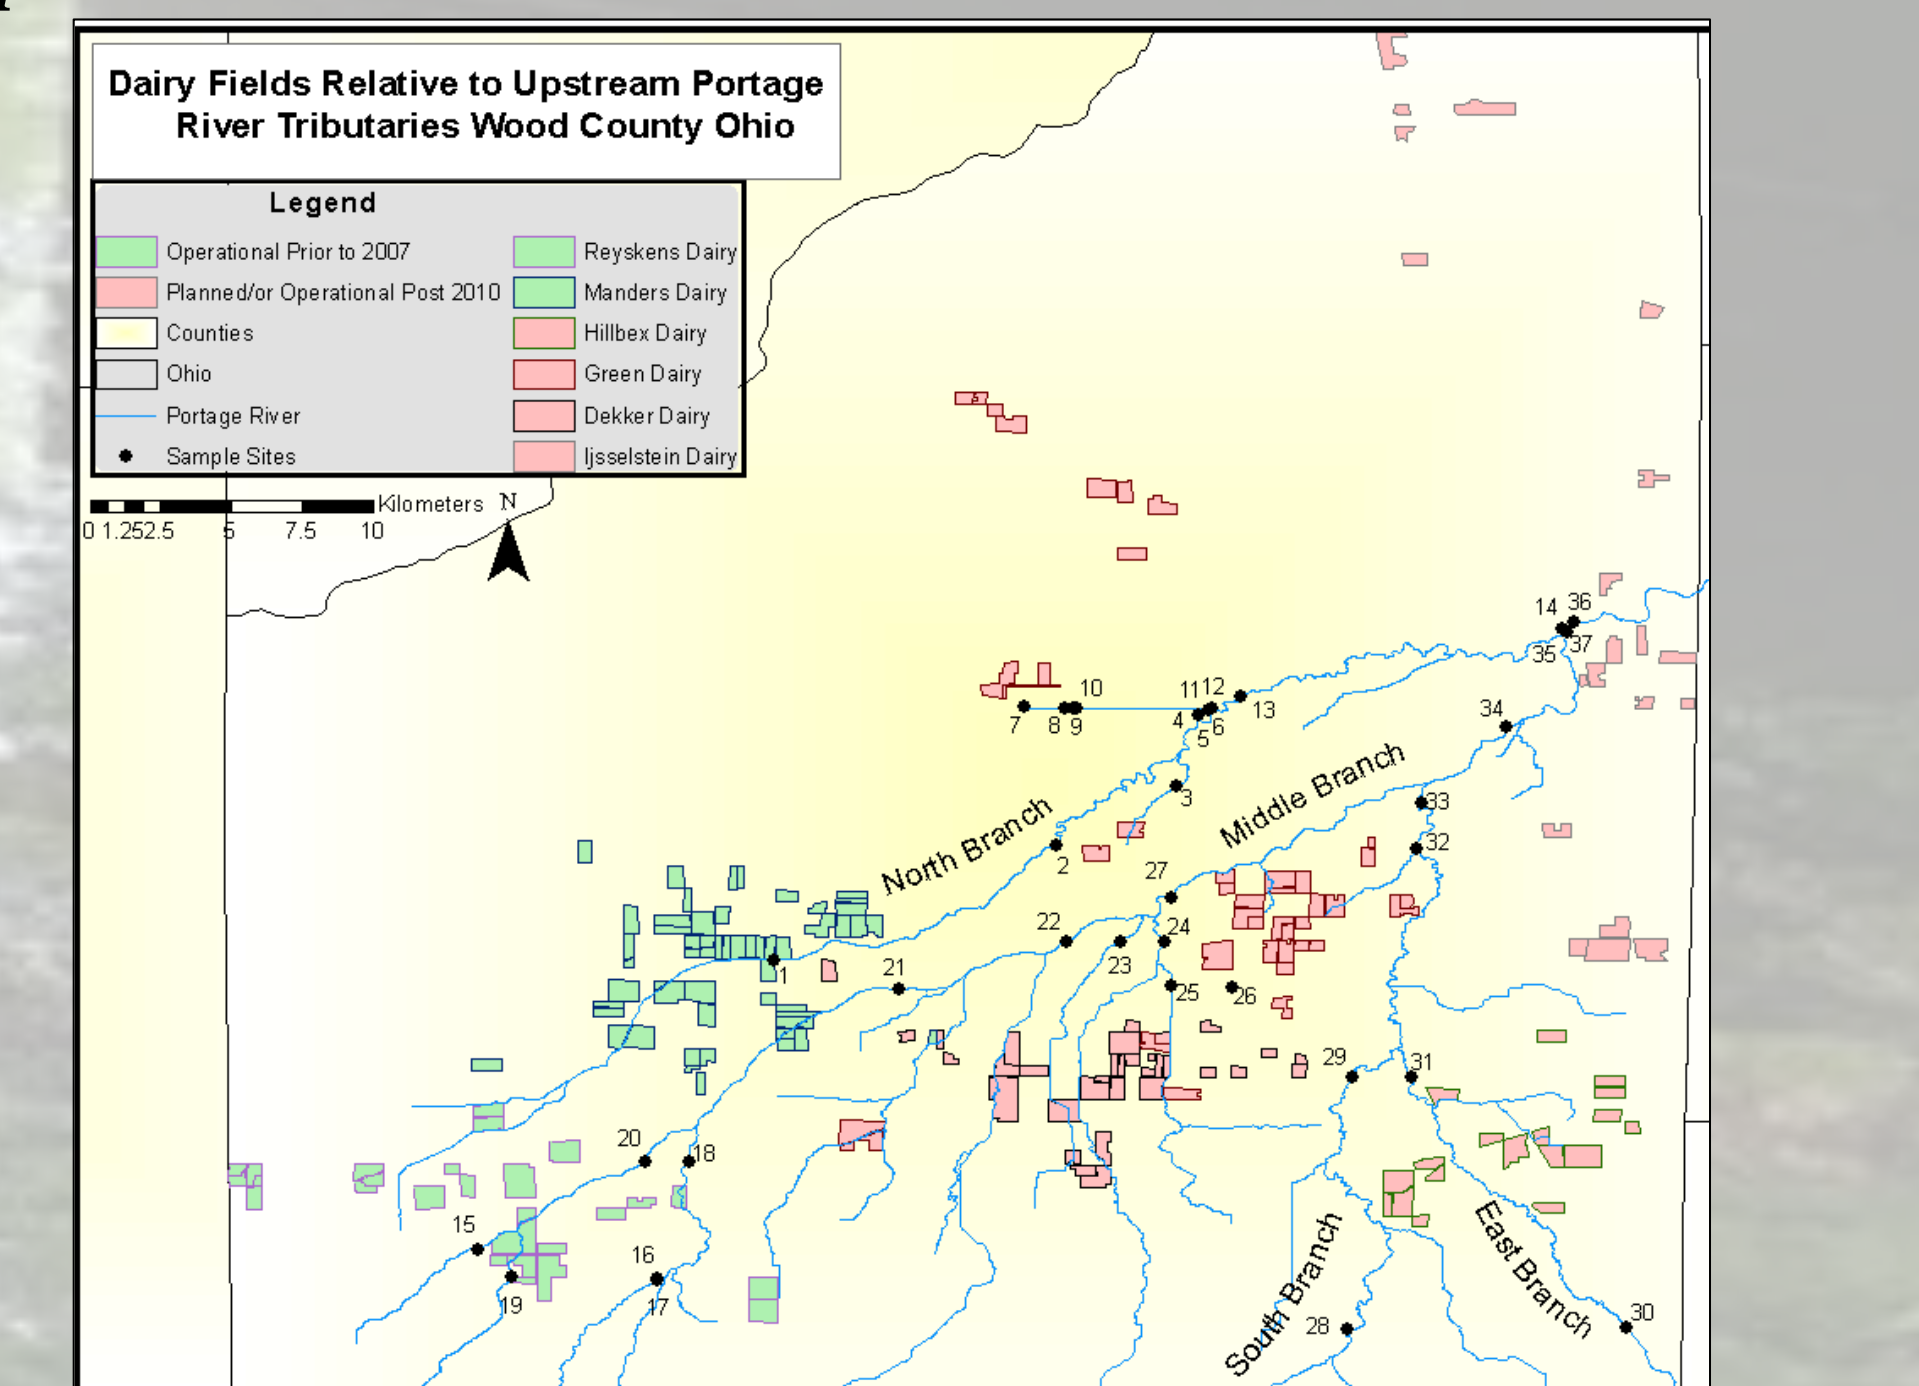 Dairy Fields Relative to Upstream Portage
River Tributaries Wood County Ohio
Legend
Operational Prior to 2007
Planned/or Operational Post 2010
Counties
Ohio
Portage River
Sample Sites
Reyskens Dairy
Manders Dairy
Hillbex Dairy
Green Dairy
Dekker Dairy
Ijsselstein Dairy
Kilometers
N
0 1.252.5 5 7.5 10
14 36
35 37
10
11 12
13
7 8 9
4 6
5
34
3
Middle Branch
33
North Branch
2
32
27
22
24
23
1
21
25
26
29
31
20
18
15
16
19
17
South Branch
East Branch
28
30